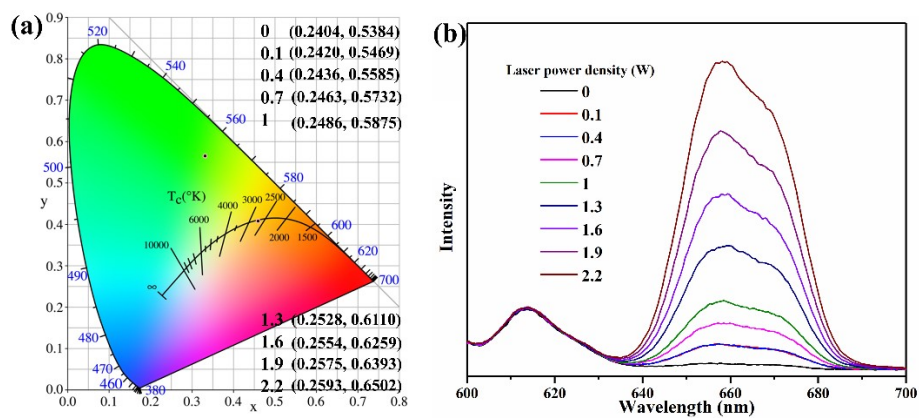 (a)
0 (0.2404, 0.5384)
0.1 (0.2420, 0.5469)
0.4 (0.2436, 0.5585)
0.7 (0.2463, 0.5732)
1 (0.2486, 0.5875)
0.9
0.8
0.7
0.6
0.5
0.4
0.3
0.2
0.1
0.0
y
520
540
560
500
580
600
620
700
490
480
470
460
380
Tc(°K)
∞
10000
6000
4000
3000
2500
2000
1500
1.3 (0.2528, 0.6110)
1.6 (0.2554, 0.6259)
1.9 (0.2575, 0.6393)
2.2 (0.2593, 0.6502)
0.0 0.1 0.2 0.3 0.4 0.5 0.6 0.7 0.8
x
(b)
Laser power density (W)
0
0.1
0.4
0.7
1
1.3
1.6
1.9
2.2
Intensity
600 620 640 660 680 700
Wavelength (nm)